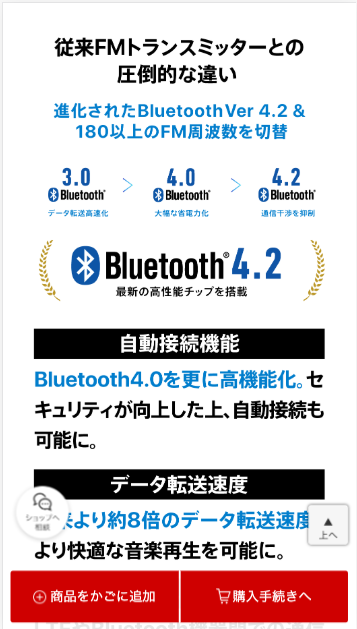 従来FMトランスミッターとの
圧倒的な違い
進化されたBluetooth Ver 4.2 &
180以上のFM周波数を切替
3.0
Bluetooth®
データ転送高速化
4.0
Bluetooth®
大幅な省電力化
4.2
Bluetooth®
通信干渉を抑制
Bluetooth® 4.2
最新の高性能チップを搭載
自動接続機能
Bluetooth4.0を更に高機能化。セ
キュリティが向上した上、自動接続も
可能に。
データ転送速度
より約8倍のデータ転送速度
より快適な音楽再生を可能に。
ショップへ
相談
▲
上へ
商品をかごに追加
購入手続きへ